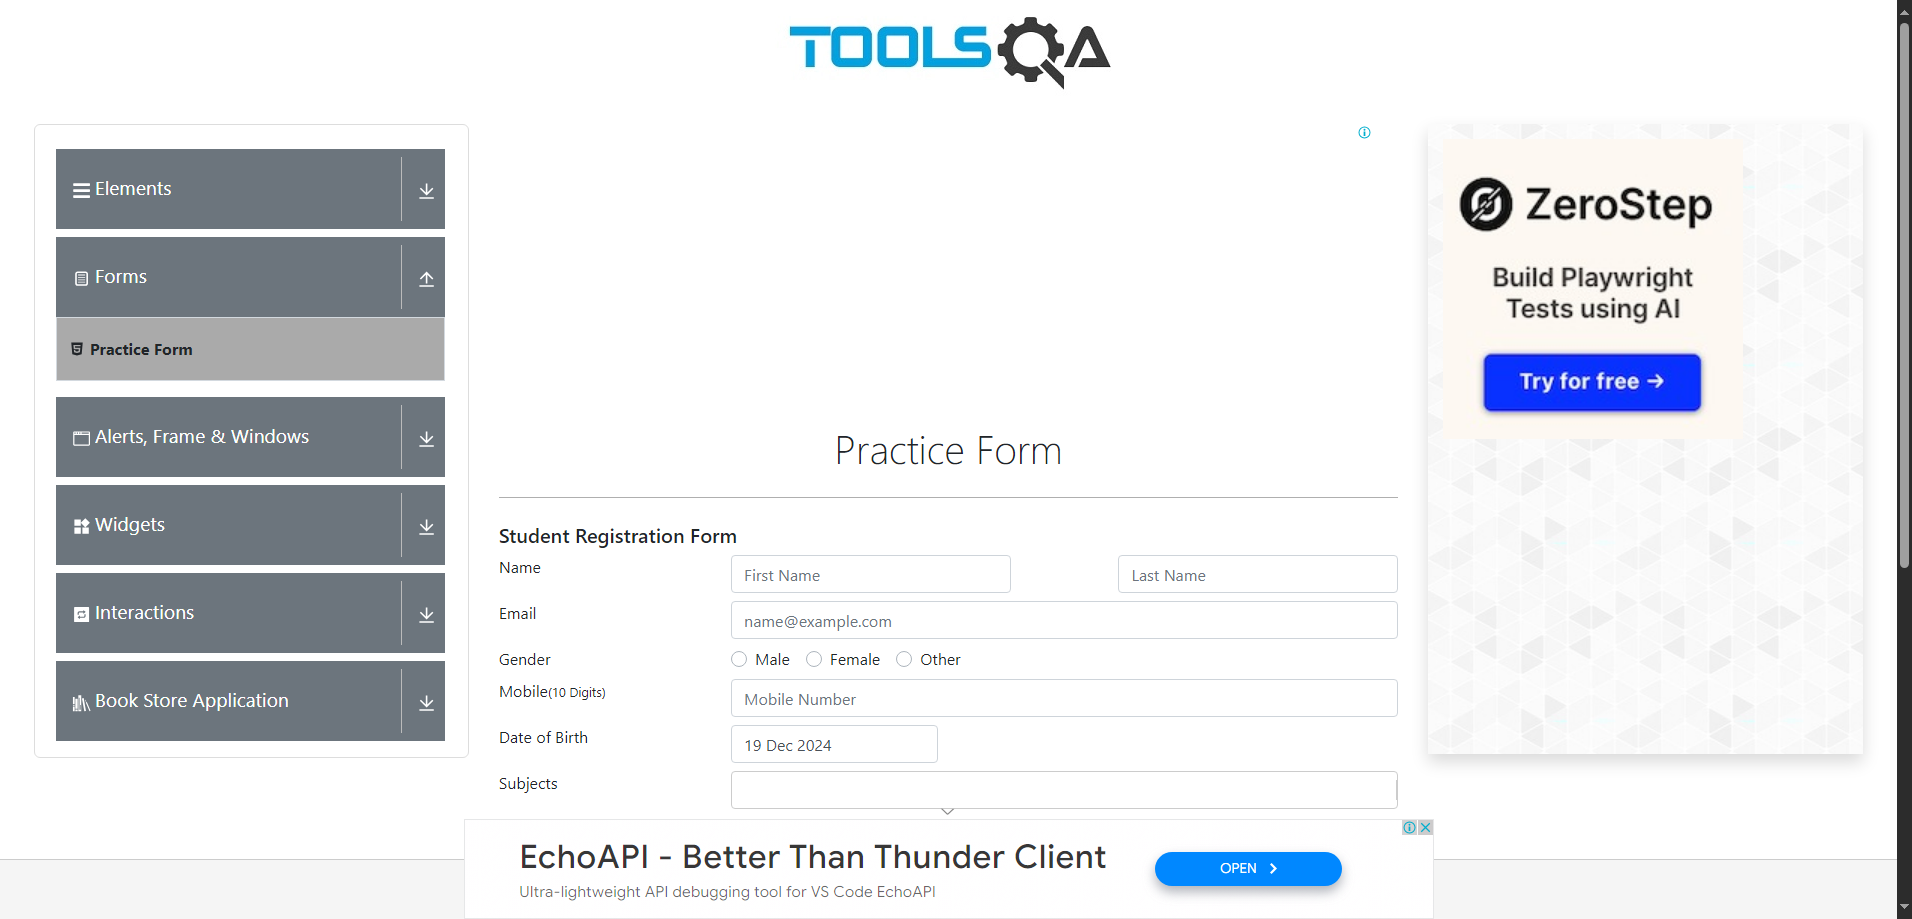 TOOLSQA
Elements
Forms
Practice Form
Alerts, Frame & Windows
Widgets
Interactions
Book Store Application
Practice Form
Student Registration Form
Name
First Name
Last Name
Email
name@example.com
Gender
Male
Female
Other
Mobile(10 Digits)
Mobile Number
Date of Birth
19 Dec 2024
Subjects
ZeroStep
Build Playwright
Tests using AI
Try for free →
EchoAPI - Better Than Thunder Client
Ultra-lightweight API debugging tool for VS Code EchoAPI
OPEN